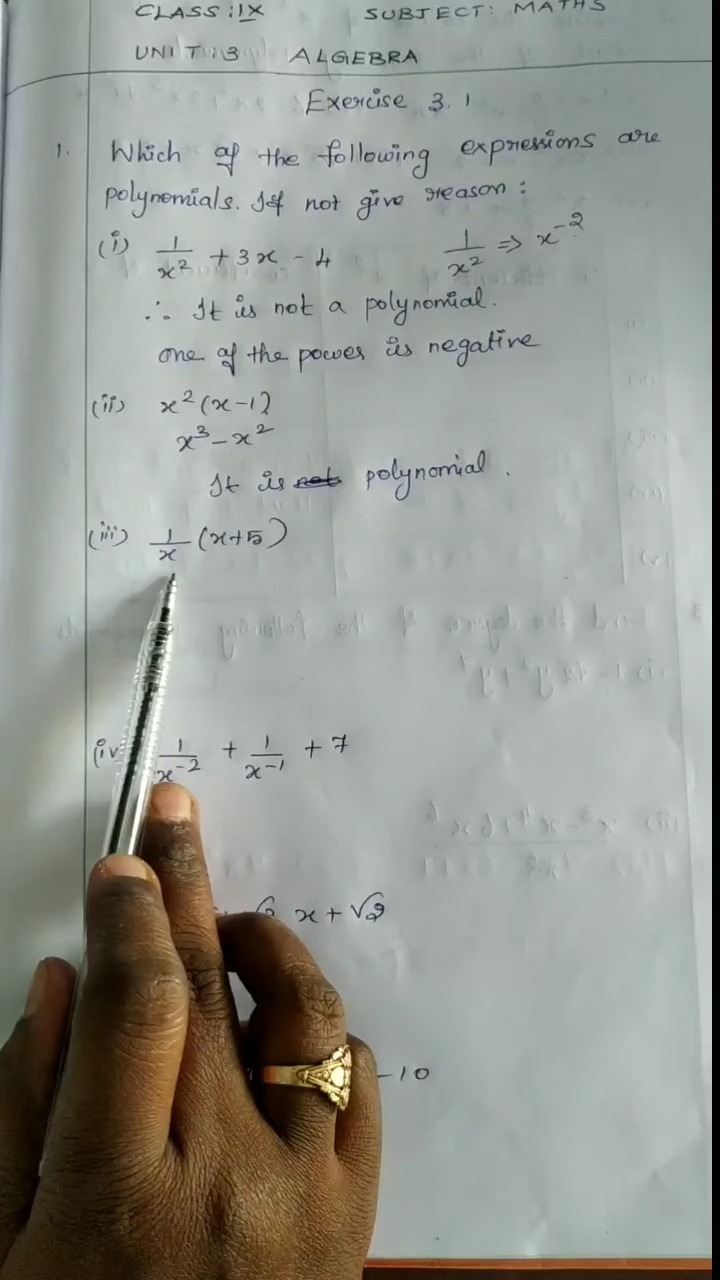 CLASS : IX SUBJECT: MATHS
UNIT : 3 ALGEBRA
Exercise 3.1
1. Which of the following expressions are
polynomials. If not give reason :
(i) 1/x² + 3x - 4 1/x² ⇒ x⁻²
∴ It is not a polynomial.
one of the power is negative
(ii) x² (x-1)
x³ - x²
It is not polynomial.
(iii) 1/x (x+5)
(iv) 1/x⁻² + 1/x⁻¹ + 7
x + √2
-10